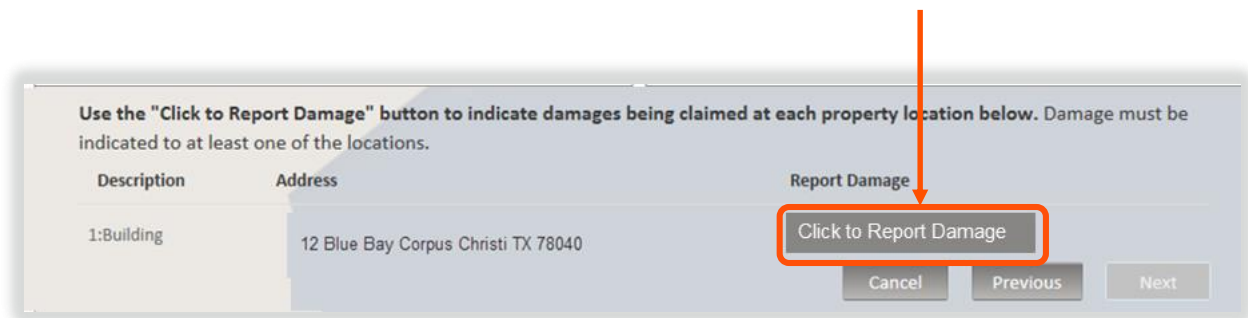 Use the "Click to Report Damage" button to indicate damages being claimed at each property location below. Damage must be
indicated to at least one of the locations.
Description Address Report Damage
1:Building 12 Blue Bay Corpus Christi TX 78040 Click to Report Damage
Cancel Previous Next